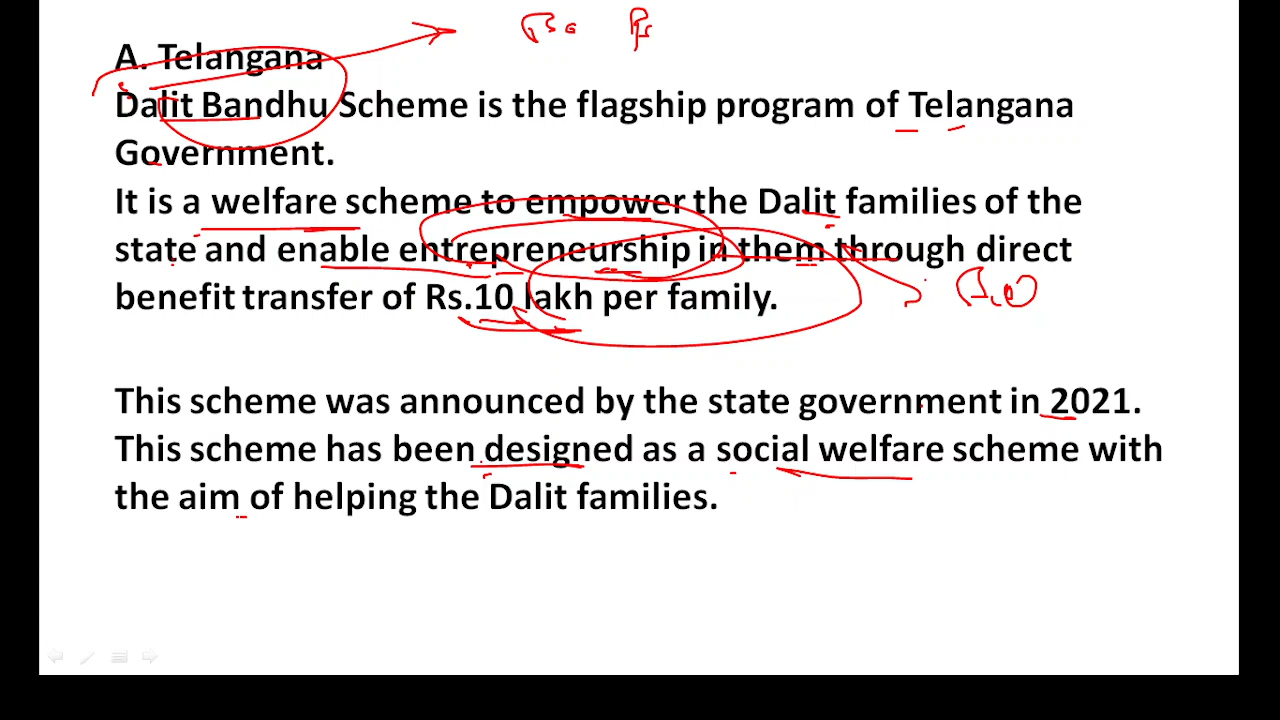 A. Telangana
Dalit Bandhu Scheme is the flagship program of Telangana
Government.
It is a welfare scheme to empower the Dalit families of the
state and enable entrepreneurship in them through direct
benefit transfer of Rs.10 lakh per family.
This scheme was announced by the state government in 2021.
This scheme has been designed as a social welfare scheme with
the aim of helping the Dalit families.